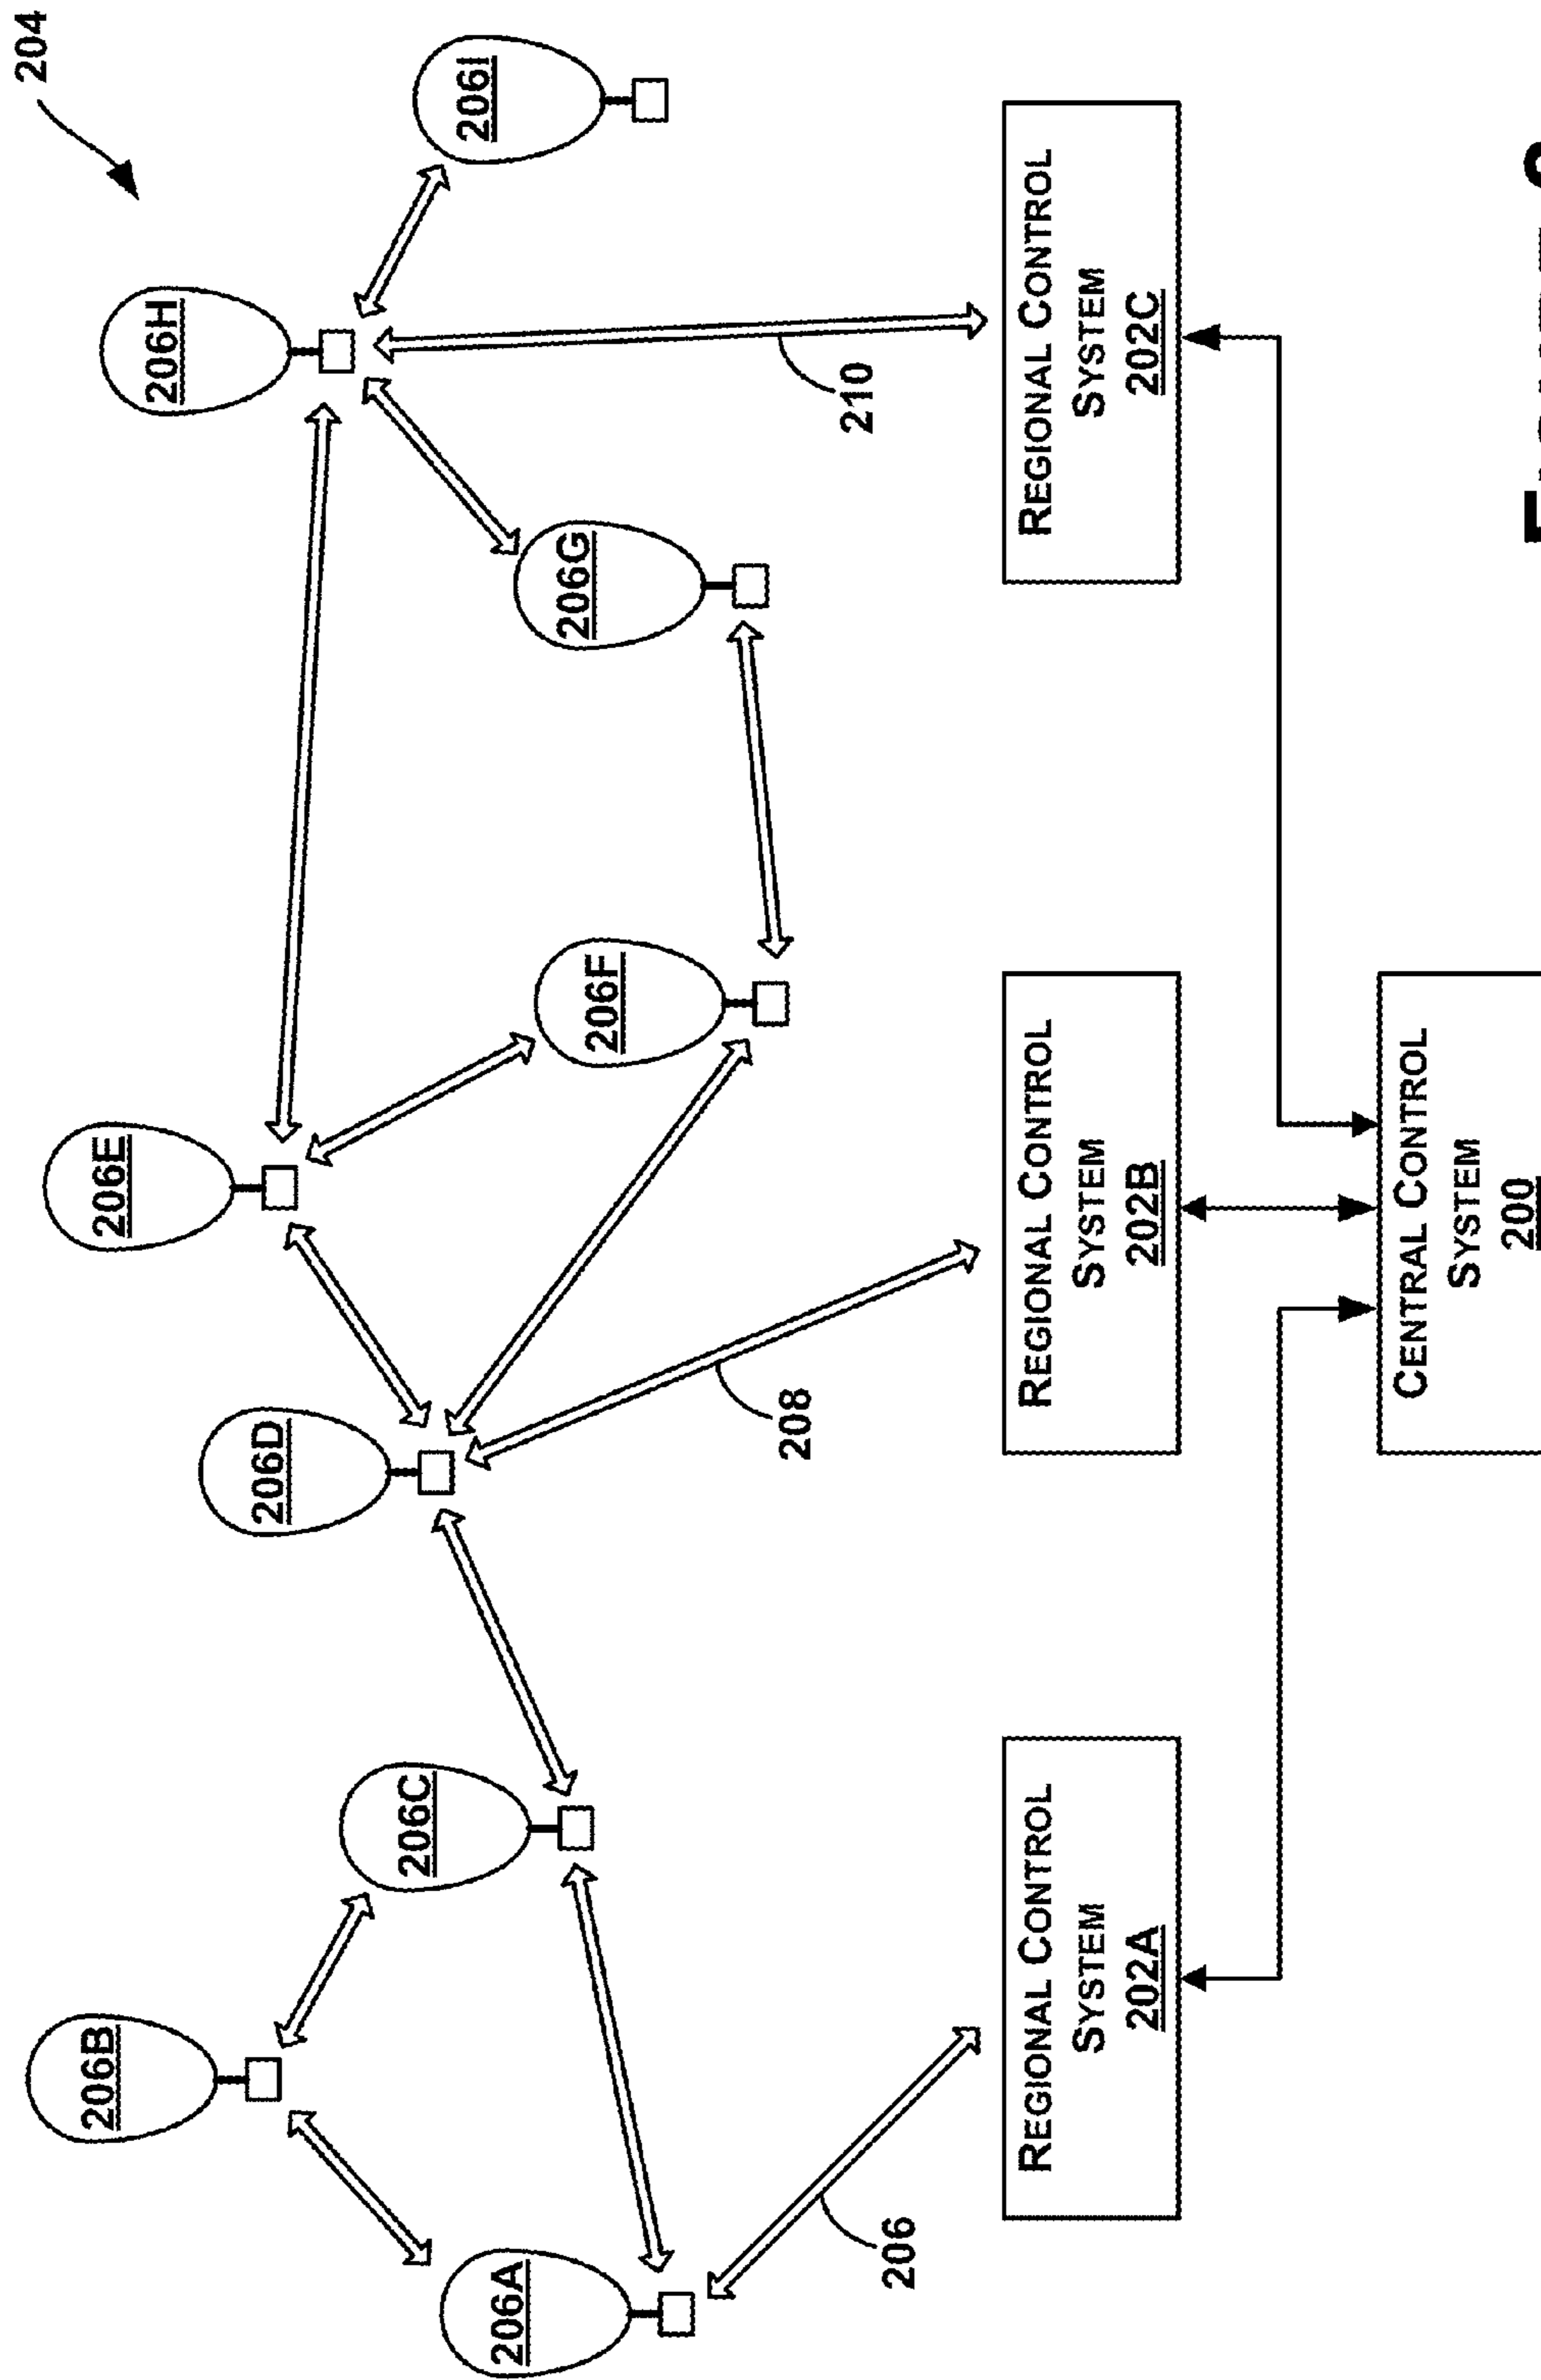 204
206B
206E
206H
206D
206C
206I
206A
206F
206G
206
208
210
REGIONAL CONTROL
SYSTEM
202A
REGIONAL CONTROL
SYSTEM
202B
REGIONAL CONTROL
SYSTEM
202C
CENTRAL CONTROL
SYSTEM
200